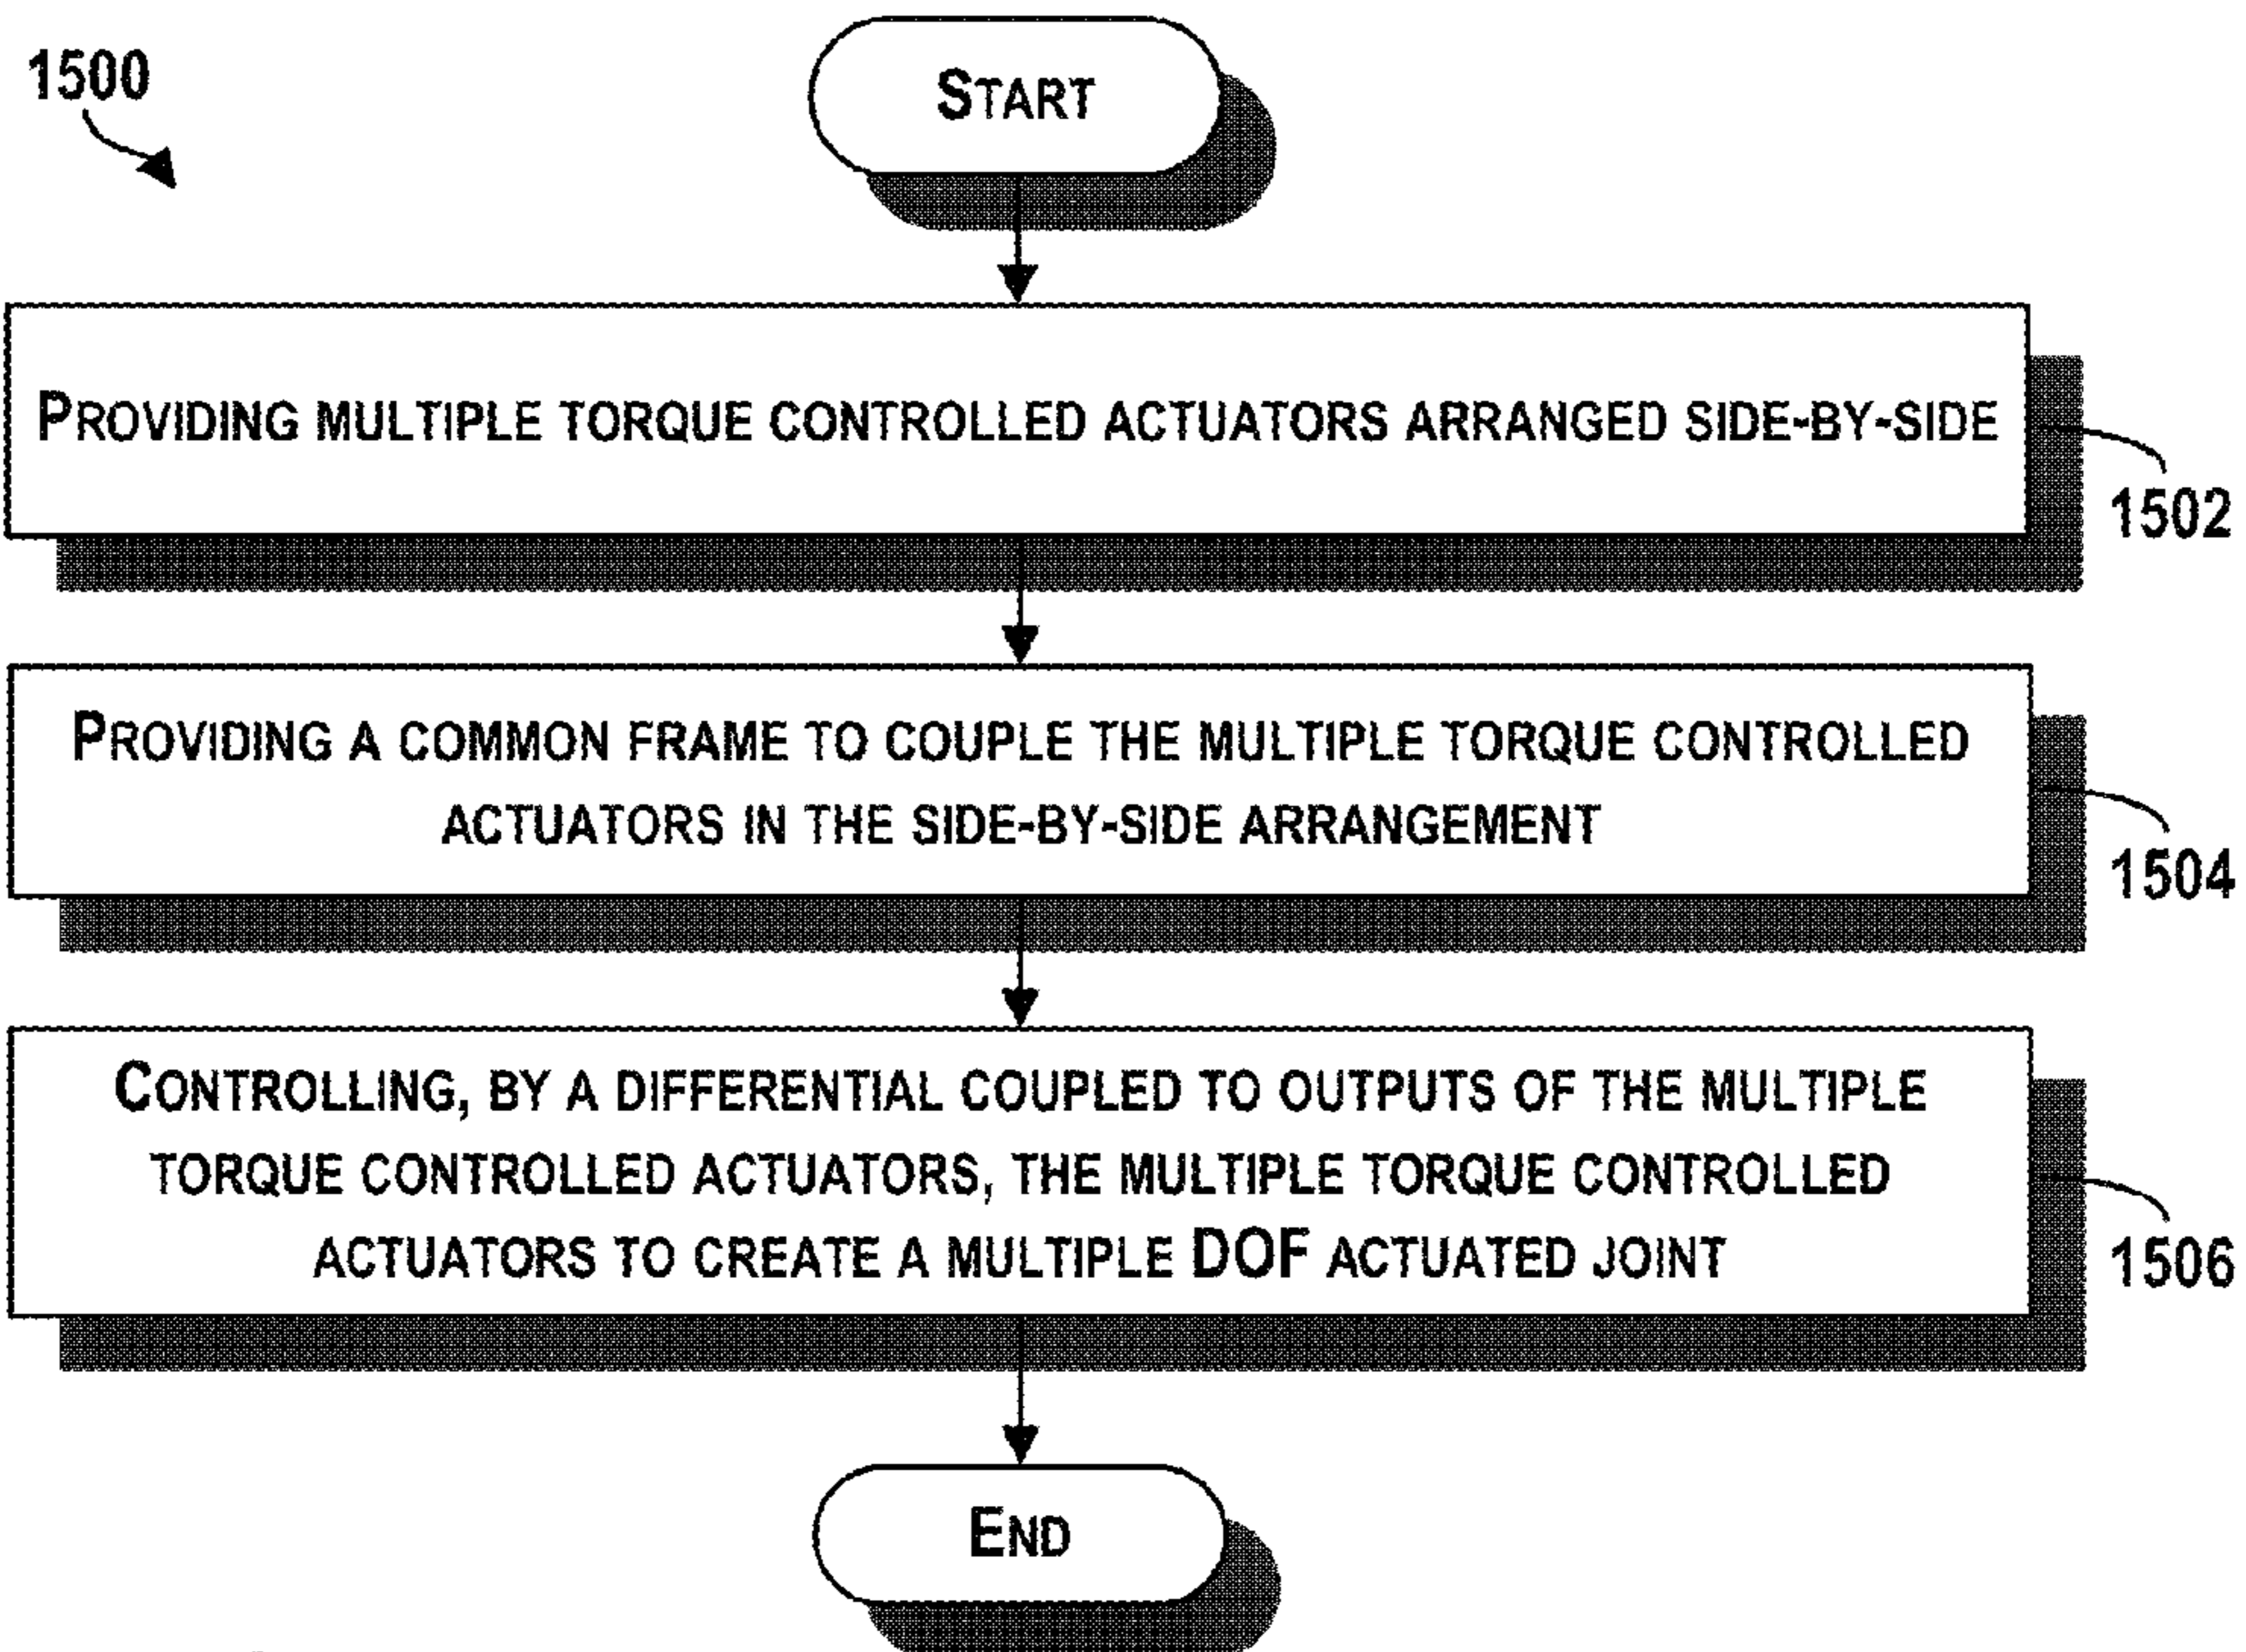 1500
START
PROVIDING MULTIPLE TORQUE CONTROLLED ACTUATORS ARRANGED SIDE-BY-SIDE
1502
PROVIDING A COMMON FRAME TO COUPLE THE MULTIPLE TORQUE CONTROLLED
ACTUATORS IN THE SIDE-BY-SIDE ARRANGEMENT
1504
CONTROLLING, BY A DIFFERENTIAL COUPLED TO OUTPUTS OF THE MULTIPLE
TORQUE CONTROLLED ACTUATORS, THE MULTIPLE TORQUE CONTROLLED
ACTUATORS TO CREATE A MULTIPLE DOF ACTUATED JOINT
1506
END